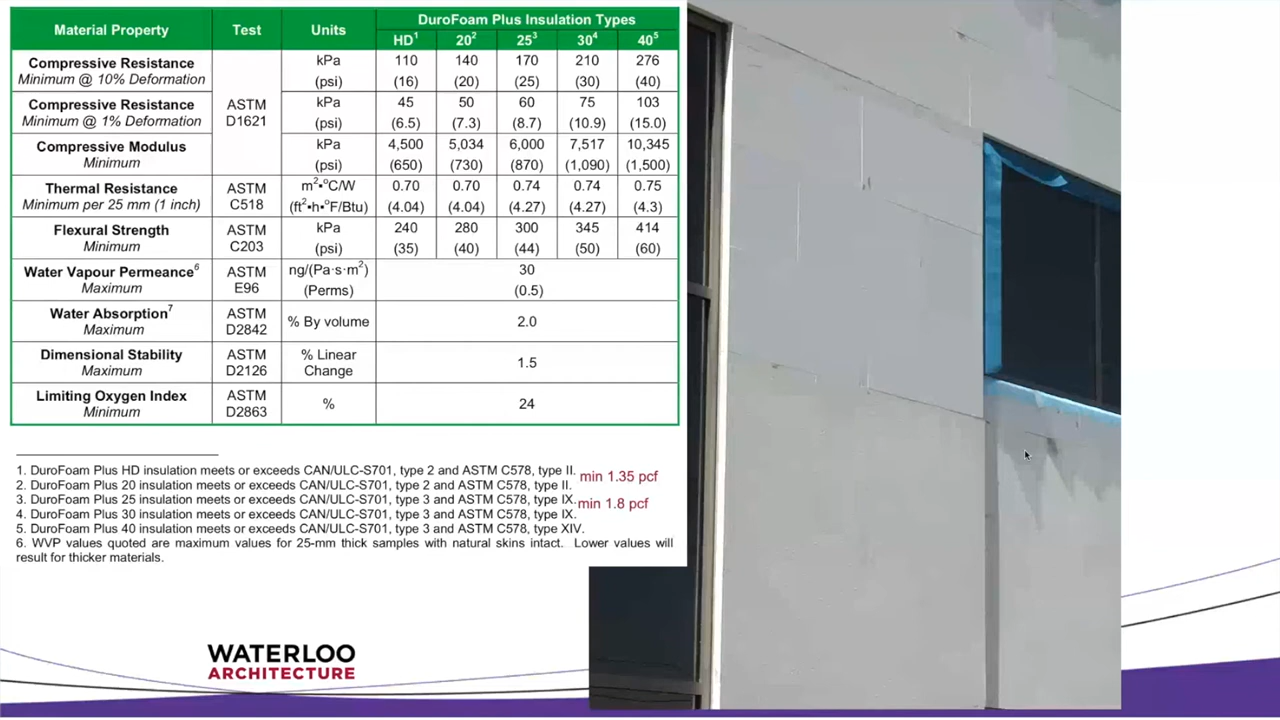 Material Property Test Units DuroFoam Plus Insulation Types
HD1 202 253 304 405
Compressive Resistance kPa 110 140 170 210 276
Minimum @ 10% Deformation (psi) (16) (20) (25) (30) (40)
Compressive Resistance ASTM kPa 45 50 60 75 103
Minimum @ 1% Deformation D1621 (psi) (6.5) (7.3) (8.7) (10.9) (15.0)
Compressive Modulus kPa 4,500 5,034 6,000 7,517 10,345
Minimum (psi) (650) (730) (870) (1,090) (1,500)
Thermal Resistance ASTM m2•oC/W 0.70 0.70 0.74 0.74 0.75
Minimum per 25 mm (1 inch) C518 (ft2•h•oF/Btu) (4.04) (4.04) (4.27) (4.27) (4.3)
Flexural Strength ASTM kPa 240 280 300 345 414
Minimum C203 (psi) (35) (40) (44) (50) (60)
Water Vapour Permeance6 ASTM ng/(Pa·s·m2) 30
Maximum E96 (Perms) (0.5)
Water Absorption7 ASTM % By volume 2.0
Maximum D2842
Dimensional Stability ASTM % Linear 1.5
Maximum D2126 Change
Limiting Oxygen Index ASTM % 24
Minimum D2863
1. DuroFoam Plus HD insulation meets or exceeds CAN/ULC-S701, type 2 and ASTM C578, type II.
min 1.35 pcf
2. DuroFoam Plus 20 insulation meets or exceeds CAN/ULC-S701, type 2 and ASTM C578, type II.
3. DuroFoam Plus 25 insulation meets or exceeds CAN/ULC-S701, type 3 and ASTM C578, type IX.
min 1.8 pcf
4. DuroFoam Plus 30 insulation meets or exceeds CAN/ULC-S701, type 3 and ASTM C578, type IX.
5. DuroFoam Plus 40 insulation meets or exceeds CAN/ULC-S701, type 3 and ASTM C578, type XIV.
6. WVP values quoted are maximum values for 25-mm thick samples with natural skins intact. Lower values will
result for thicker materials.
WATERLOO
ARCHITECTURE